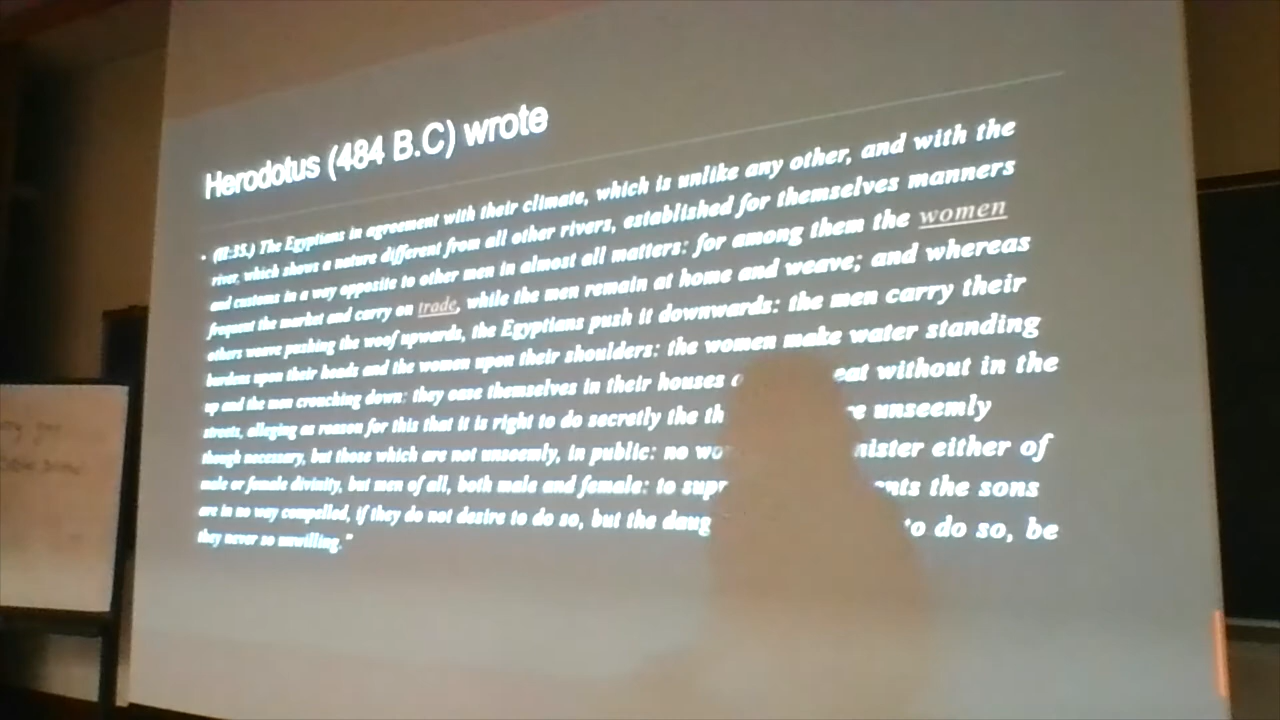 Herodotus (484 B.C) wrote
• (II:35.) The Egyptians in agreement with their climate, which is unlike any other, and with the
river, which shows a nature different from all other rivers, established for themselves manners
and customs in a way opposite to other men in almost all matters: for among them the women
frequent the market and carry on trade, while the men remain at home and weave; and whereas
others weave pushing the woof upwards, the Egyptians push it downwards: the men carry their
burdens upon their heads and the women upon their shoulders: the women make water standing
up and the men crouching down: they ease themselves in their houses eat without in the
streets, alleging as reason for this that it is right to do secretly the unseemly
though necessary, but those which are not unseemly, in public: no either of
male or female divinity, but men of all, both male and female: to the sons
are in no way compelled, if they do not desire to do so, but the to do so, be
they never so unwilling."